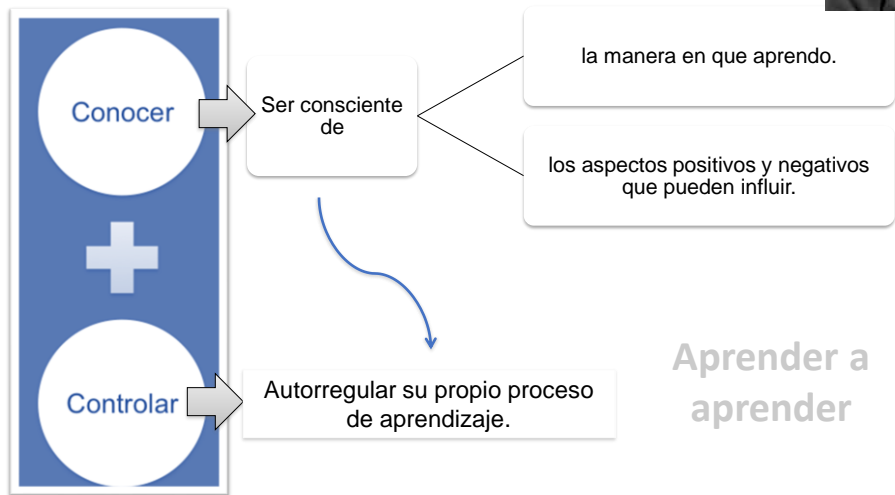 Conocer
Ser consciente
de
la manera en que aprendo.
los aspectos positivos y negativos
que pueden influir.
Controlar
Autorregular su propio proceso
de aprendizaje.
Aprender a
aprender